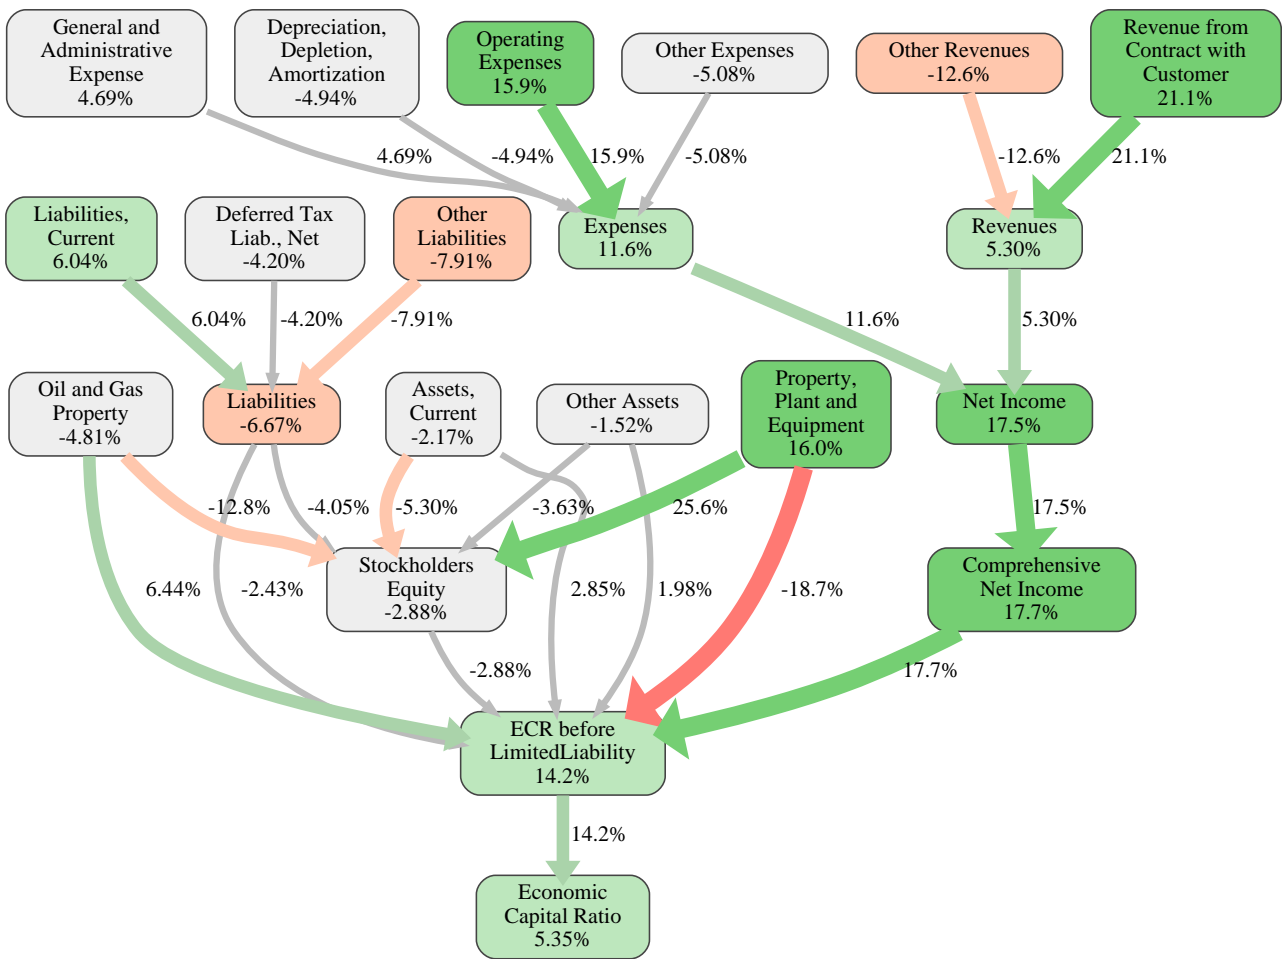 General and
Administrative
Expense
4.69%
Depreciation,
Depletion,
Amortization
-4.94%
Operating
Expenses
15.9%
Other Expenses
-5.08%
Other Revenues
-12.6%
Revenue from
Contract with
Customer
21.1%
4.69%
-4.94%
15.9%
-5.08%
-12.6%
21.1%
Liabilities,
Current
6.04%
Deferred Tax
Liab., Net
-4.20%
Other
Liabilities
-7.91%
Expenses
11.6%
Revenues
5.30%
6.04%
-4.20%
-7.91%
11.6%
5.30%
Oil and Gas
Property
-4.81%
Liabilities
-6.67%
Assets,
Current
-2.17%
Other Assets
-1.52%
Property,
Plant and
Equipment
16.0%
Net Income
17.5%
-12.8%
-4.05%
-5.30%
-3.63%
25.6%
17.5%
Stockholders
Equity
-2.88%
Comprehensive
Net Income
17.7%
6.44%
-2.43%
2.85%
1.98%
-18.7%
-2.88%
17.7%
ECR before
LimitedLiability
14.2%
14.2%
Economic
Capital Ratio
5.35%